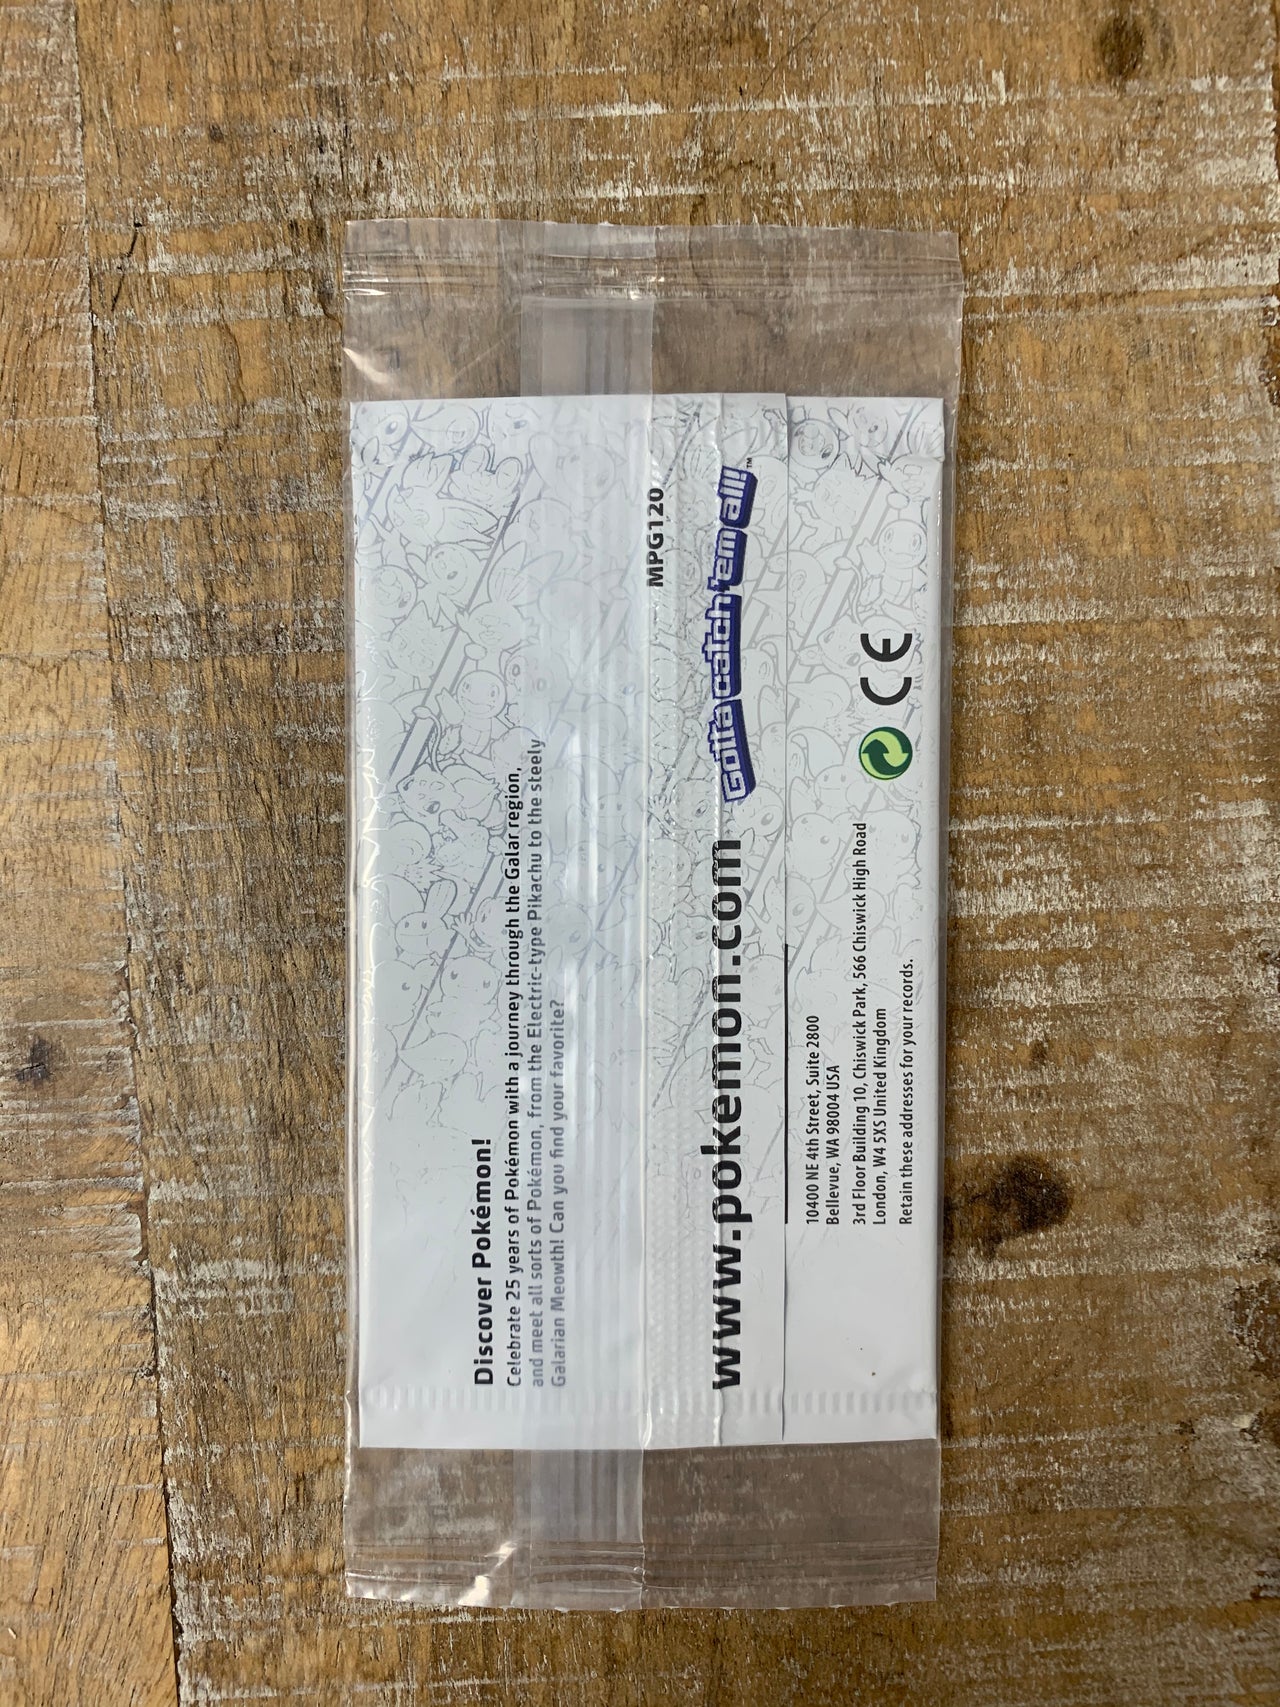 Discover Pokémon!
Celebrate 25 years of Pokémon with a journey through the Galar region,
and meet all sorts of Pokémon, from the Electric-type Pikachu to the steely
Galarian Meowth! Can you find your favorite?
MPG120
www.pokemon.com
Gotta catch 'em all!™
10400 NE 4th Street, Suite 2800
Bellevue, WA 98004 USA
3rd Floor Building 10, Chiswick Park, 566 Chiswick High Road
London, W4 5XS United Kingdom
Retain these addresses for your records.
CE